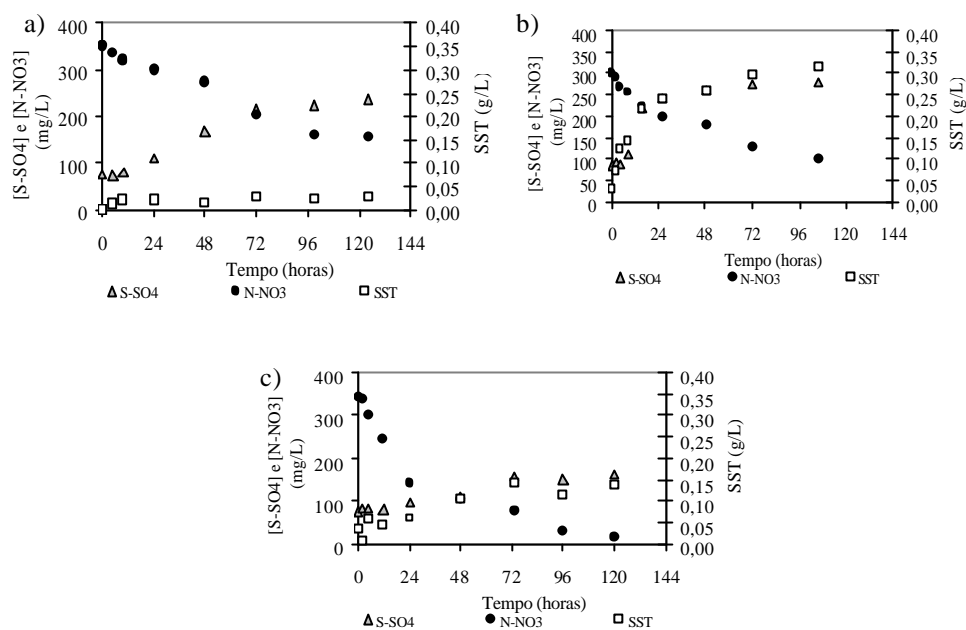 a)
[S-SO4] e [N-NO3]
(mg/L)
400
300
200
100
0
0,40
0,35
0,30
0,25
0,20
0,15
0,10
0,05
0,00
SST (g/L)
0 24 48 72 96 120 144
Tempo (horas)
S-SO4 N-NO3 SST
b)
[S-SO4] e [N-NO3]
(mg/L)
400
350
300
250
200
150
100
50
0,40
0,35
0,30
0,25
0,20
0,15
0,10
0,05
0,00
SST (g/L)
0 24 48 72 96 120 144
Tempo (horas)
S-SO4 N-NO3 SST
c)
[S-SO4] e [N-NO3]
(mg/L)
400
300
200
100
0
0,40
0,35
0,30
0,25
0,20
0,15
0,10
0,05
0,00
SST (g/L)
0 24 48 72 96 120 144
Tempo (horas)
S-SO4 N-NO3 SST